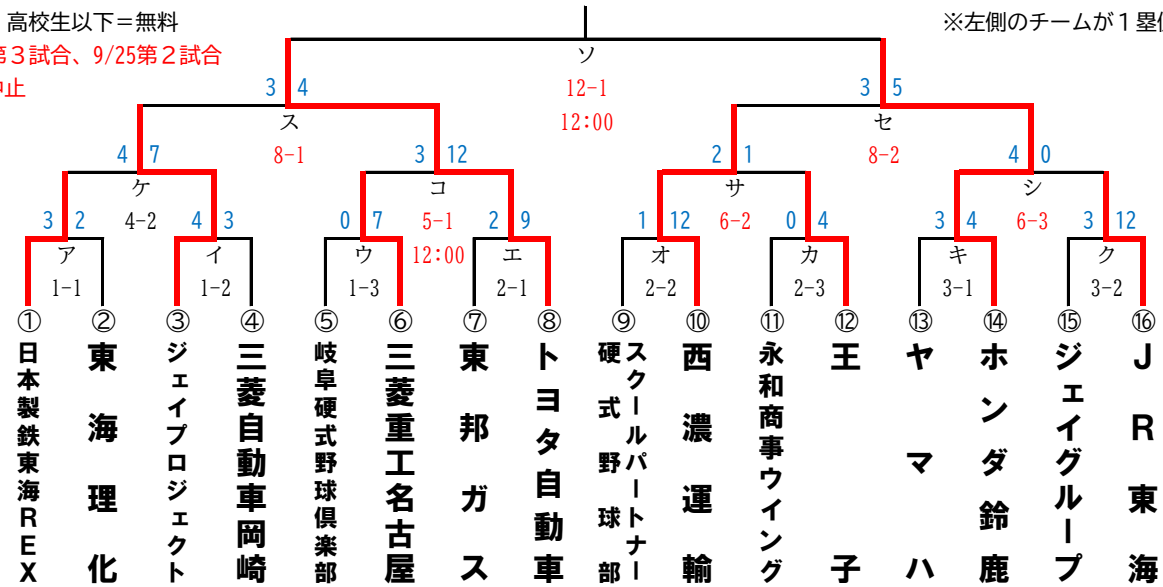 高校生以下=無料
※左側のチームが1塁側
第3試合、9/25第2試合
中止
ソ
12-1
12:00
3 4
ス
8-1
3 5
セ
8-2
4 7
ケ
4-2
3 12
コ
5-1
12:00
2 1
サ
6-2
4 0
シ
6-3
3 2
ア
1-1
4 3
イ
1-2
0 7
ウ
1-3
2 9
エ
2-1
1 12
オ
2-2
0 4
カ
2-3
3 4
キ
3-1
3 12
ク
3-2
① 日本製鉄東海REX
② 東海理化
③ ジェイプロジェクト
④ 三菱自動車岡崎
⑤ 岐阜硬式野球倶楽部
⑥ 三菱重工名古屋
⑦ 東邦ガス
⑧ トヨタ自動車
⑨ スクールパートナー
硬式野球部
⑩ 西濃運輸
⑪ 永和商事ウイング
⑫ 王子
⑬ ヤマハ
⑭ ホンダ鈴鹿
⑮ ジェイグループ
⑯ JR東海